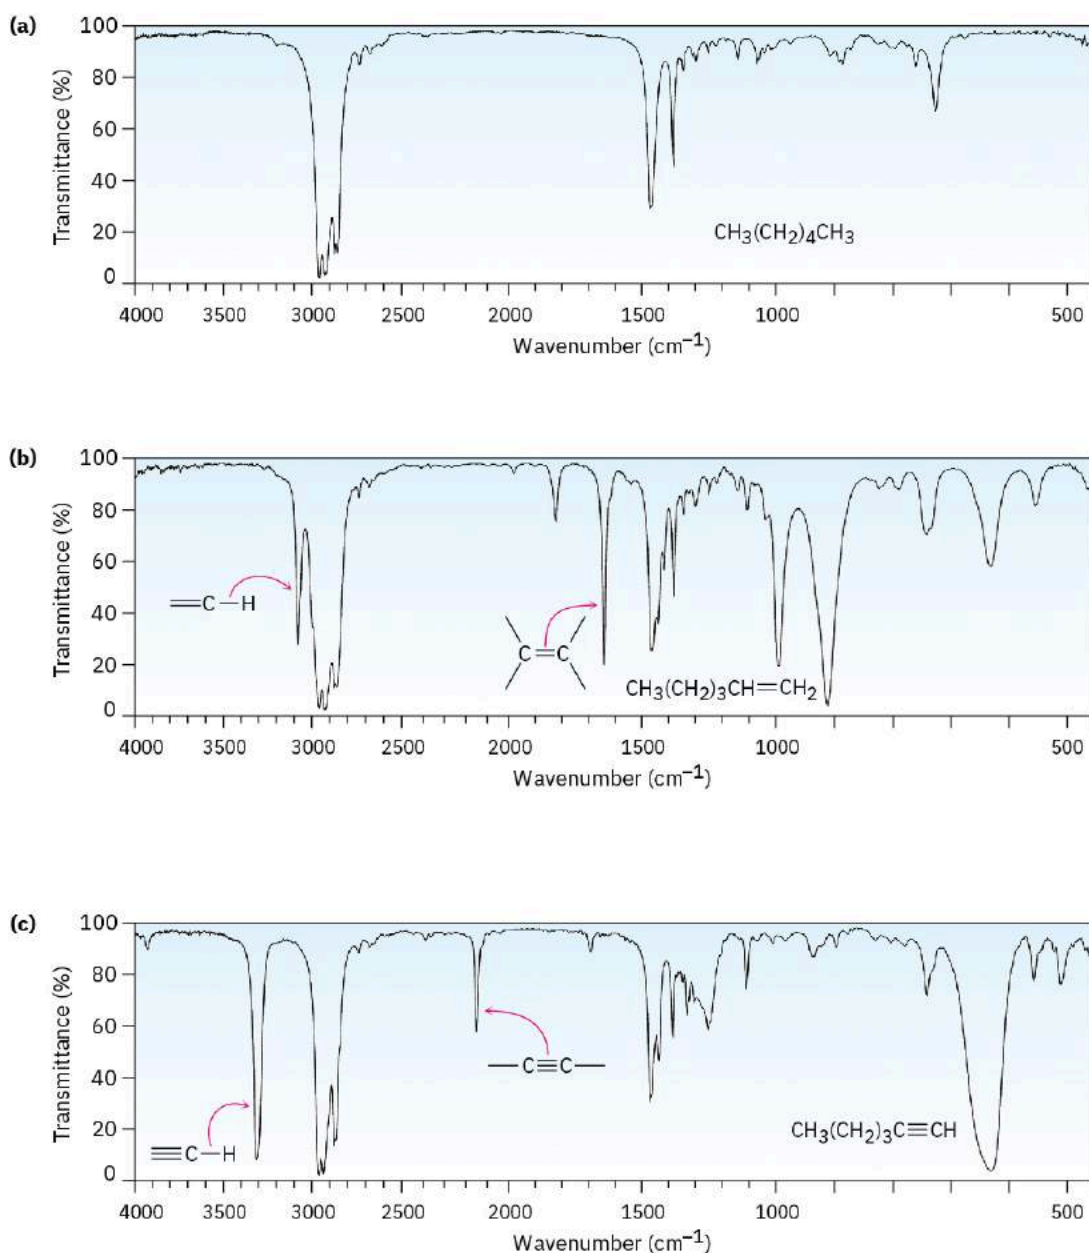 (a)
Transmittance (%)
100
80
60
40
20
0
CH₃(CH₂)₄CH₃
4000 3500 3000 2500 2000 1500 1000 500
Wavenumber (cm⁻¹)
(b)
Transmittance (%)
100
80
60
40
20
0
=C—H
C=C
CH₃(CH₂)₃CH=CH₂
4000 3500 3000 2500 2000 1500 1000 500
Wavenumber (cm⁻¹)
(c)
Transmittance (%)
100
80
60
40
20
0
—C≡C—
≡C—H
CH₃(CH₂)₃C≡CH
4000 3500 3000 2500 2000 1500 1000 500
Wavenumber (cm⁻¹)